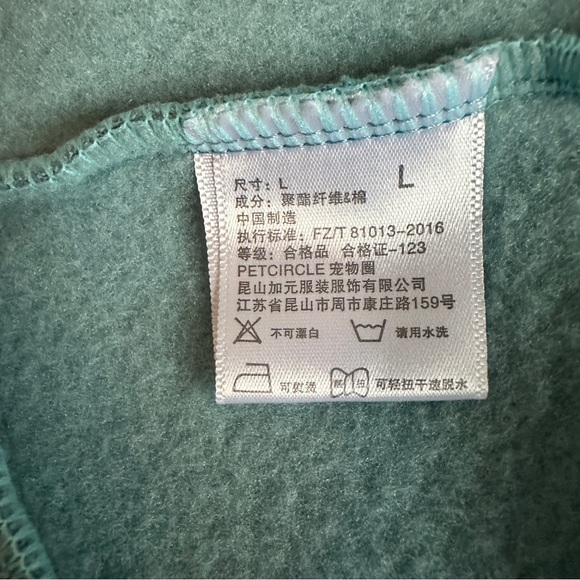 尺寸：L L
成分：聚酯纤维&棉
中国制造
执行标准：FZ/T 81013-2016
等级：合格品 合格证-123
PETCIRCLE 宠物圈
昆山加元服装服饰有限公司
江苏省昆山市周市康庄路159号
不可漂白 请用水洗
可熨烫 可轻扭干速脱水